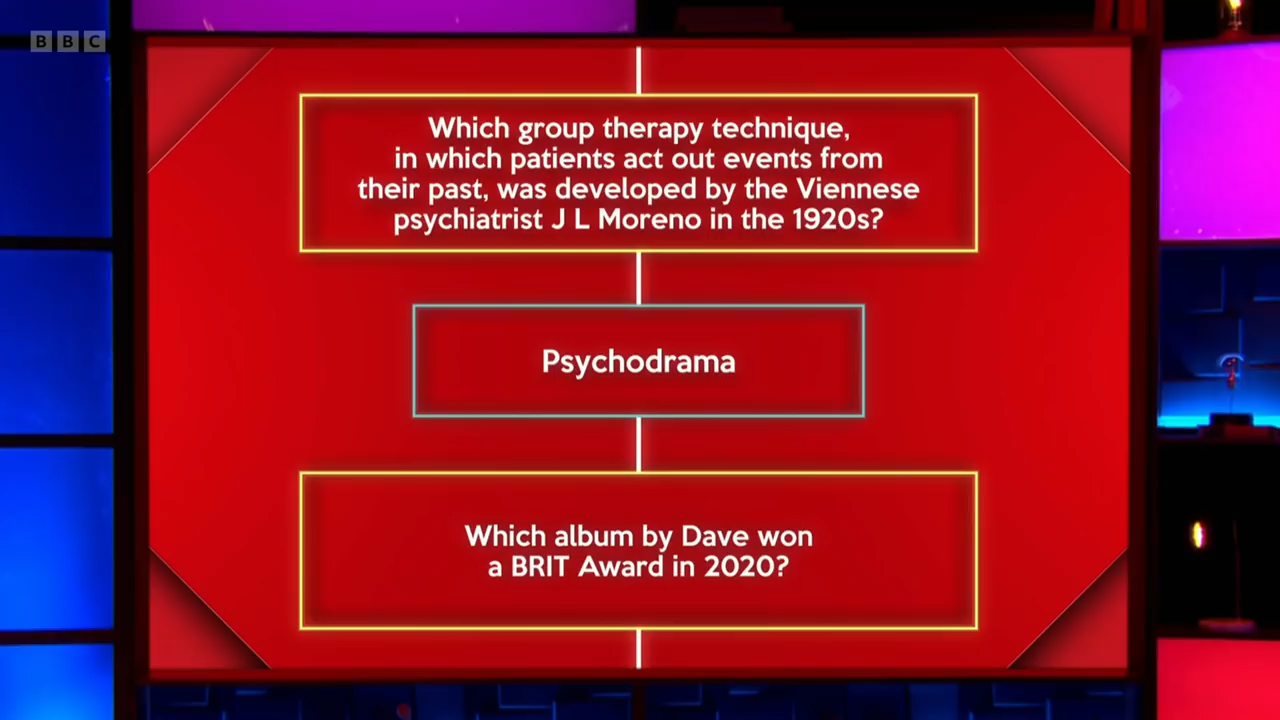 BBC
Which group therapy technique,
in which patients act out events from
their past, was developed by the Viennese
psychiatrist J L Moreno in the 1920s?
Psychodrama
Which album by Dave won
a BRIT Award in 2020?